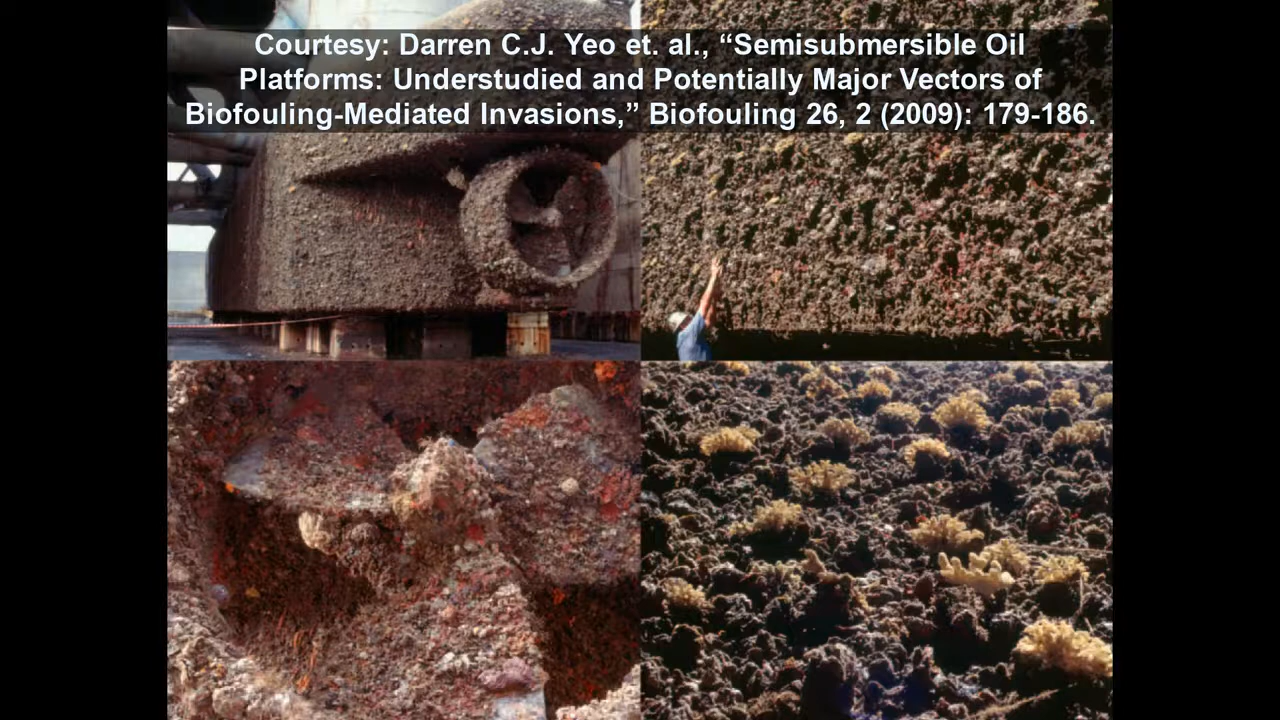 Courtesy: Darren C.J. Yeo et. al., “Semisubmersible Oil
Platforms: Understudied and Potentially Major Vectors of
Biofouling-Mediated Invasions,” Biofouling 26, 2 (2009): 179-186.